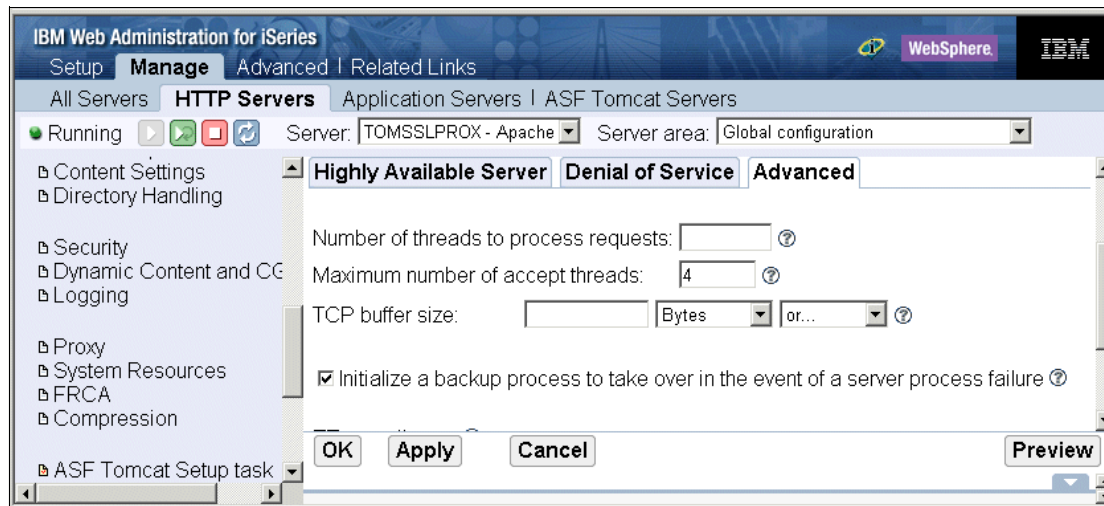 IBM Web Administration for iSeries
WebSphere.
IBM
Setup Manage Advanced | Related Links
All Servers HTTP Servers Application Servers | ASF Tomcat Servers
Running Server: TOMSSLPROX - Apache Server area: Global configuration
Content Settings
Directory Handling
Security
Dynamic Content and CG
Logging
Proxy
System Resources
FRCA
Compression
ASF Tomcat Setup task
Highly Available Server Denial of Service Advanced
Number of threads to process requests: ?
Maximum number of accept threads: 4 ?
TCP buffer size: Bytes or... ?
Initialize a backup process to take over in the event of a server process failure ?
OK Apply Cancel Preview